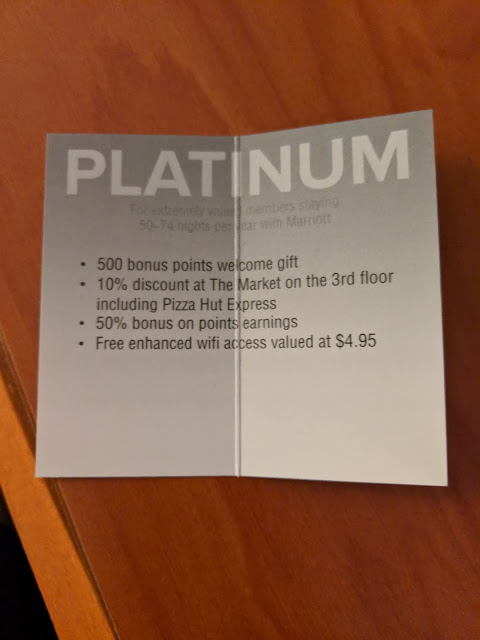 PLATINUM
For extremely valued members staying
50-74 nights per year with Marriott
• 500 bonus points welcome gift
• 10% discount at The Market on the 3rd floor
including Pizza Hut Express
• 50% bonus on points earnings
• Free enhanced wifi access valued at $4.95